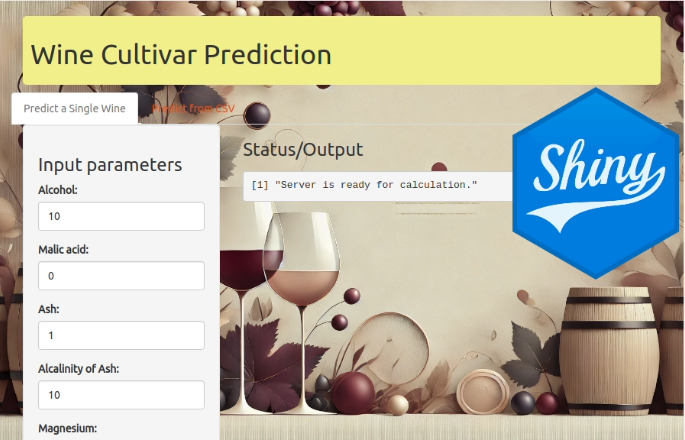 Wine Cultivar Prediction
Predict a Single Wine
Predict from CSV
Input parameters
Alcohol:
10
Malic acid:
0
Ash:
1
Alcalinity of Ash:
10
Magnesium:
Status/Output
[1] "Server is ready for calculation."
Shiny